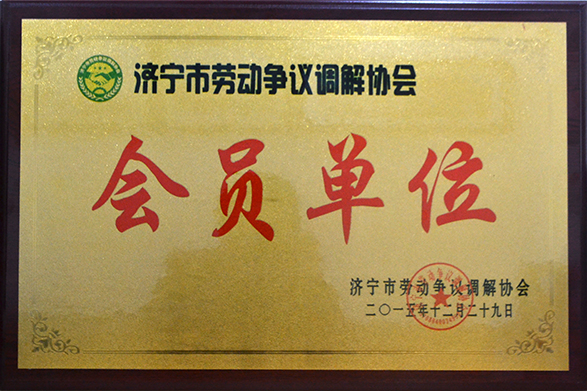 济宁市劳动争议调解协会
会员单位
济宁市劳动争议调解协会
二〇一五年十二月二十九日